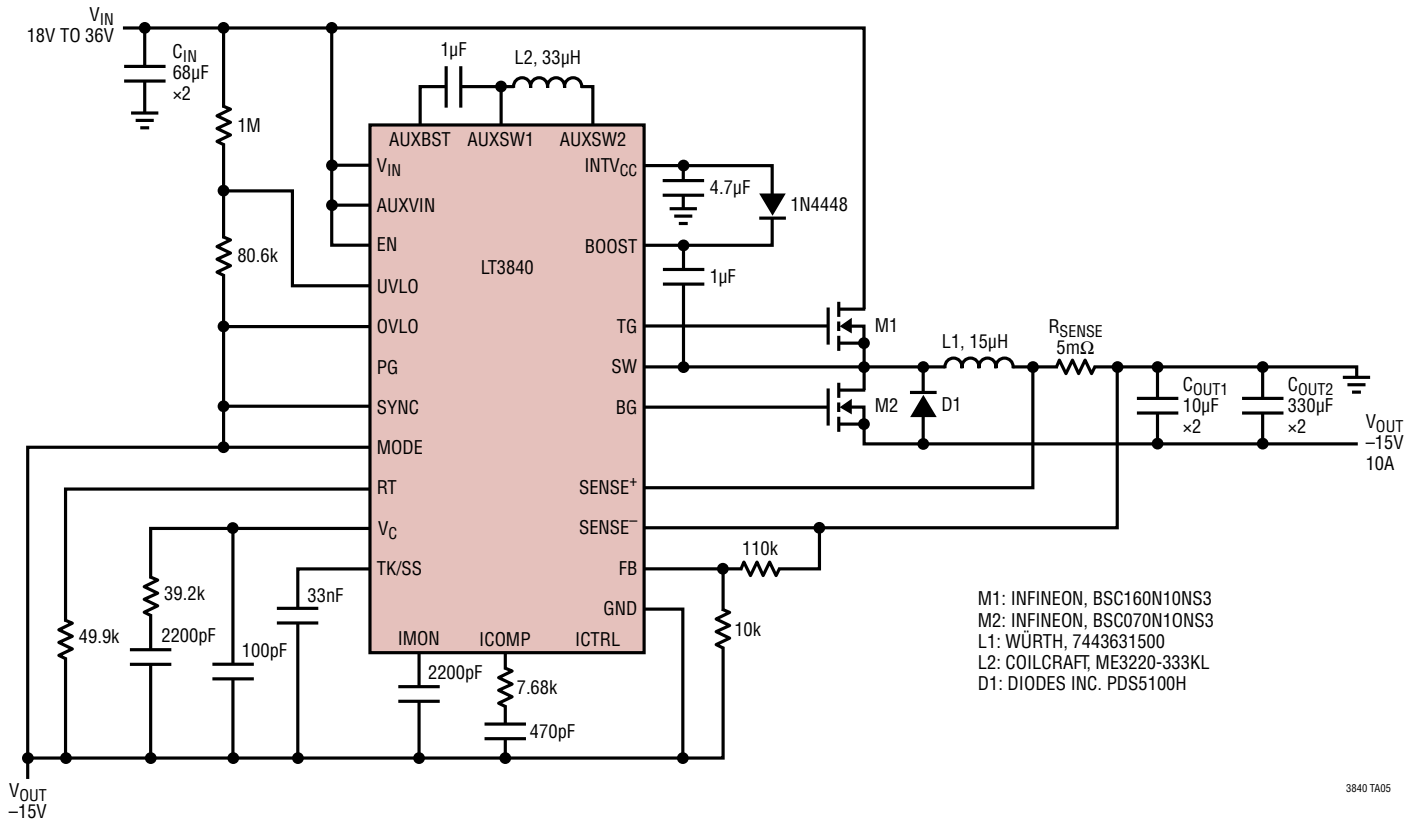 VIN
18V TO 36V
CIN
68µF
×2
1µF
L2, 33µH
1M
AUXBST
AUXSW1
AUXSW2
VIN
INTVCC
4.7µF
1N4448
AUXVIN
EN
BOOST
80.6k
LT3840
1µF
UVLO
OVLO
TG
M1
PG
SW
L1, 15µH
RSENSE
5mΩ
SYNC
BG
M2
D1
COUT1
10µF
×2
COUT2
330µF
×2
VOUT
–15V
10A
MODE
RT
SENSE+
VC
SENSE–
110k
TK/SS
FB
39.2k
33nF
GND
49.9k
2200pF
100pF
IMON
ICOMP
ICTRL
10k
2200pF
7.68k
470pF
M1: INFINEON, BSC160N10NS3
M2: INFINEON, BSC070N1ONS3
L1: WÜRTH, 7443631500
L2: COILCRAFT, ME3220-333KL
D1: DIODES INC. PDS5100H
VOUT
–15V
3840 TA05